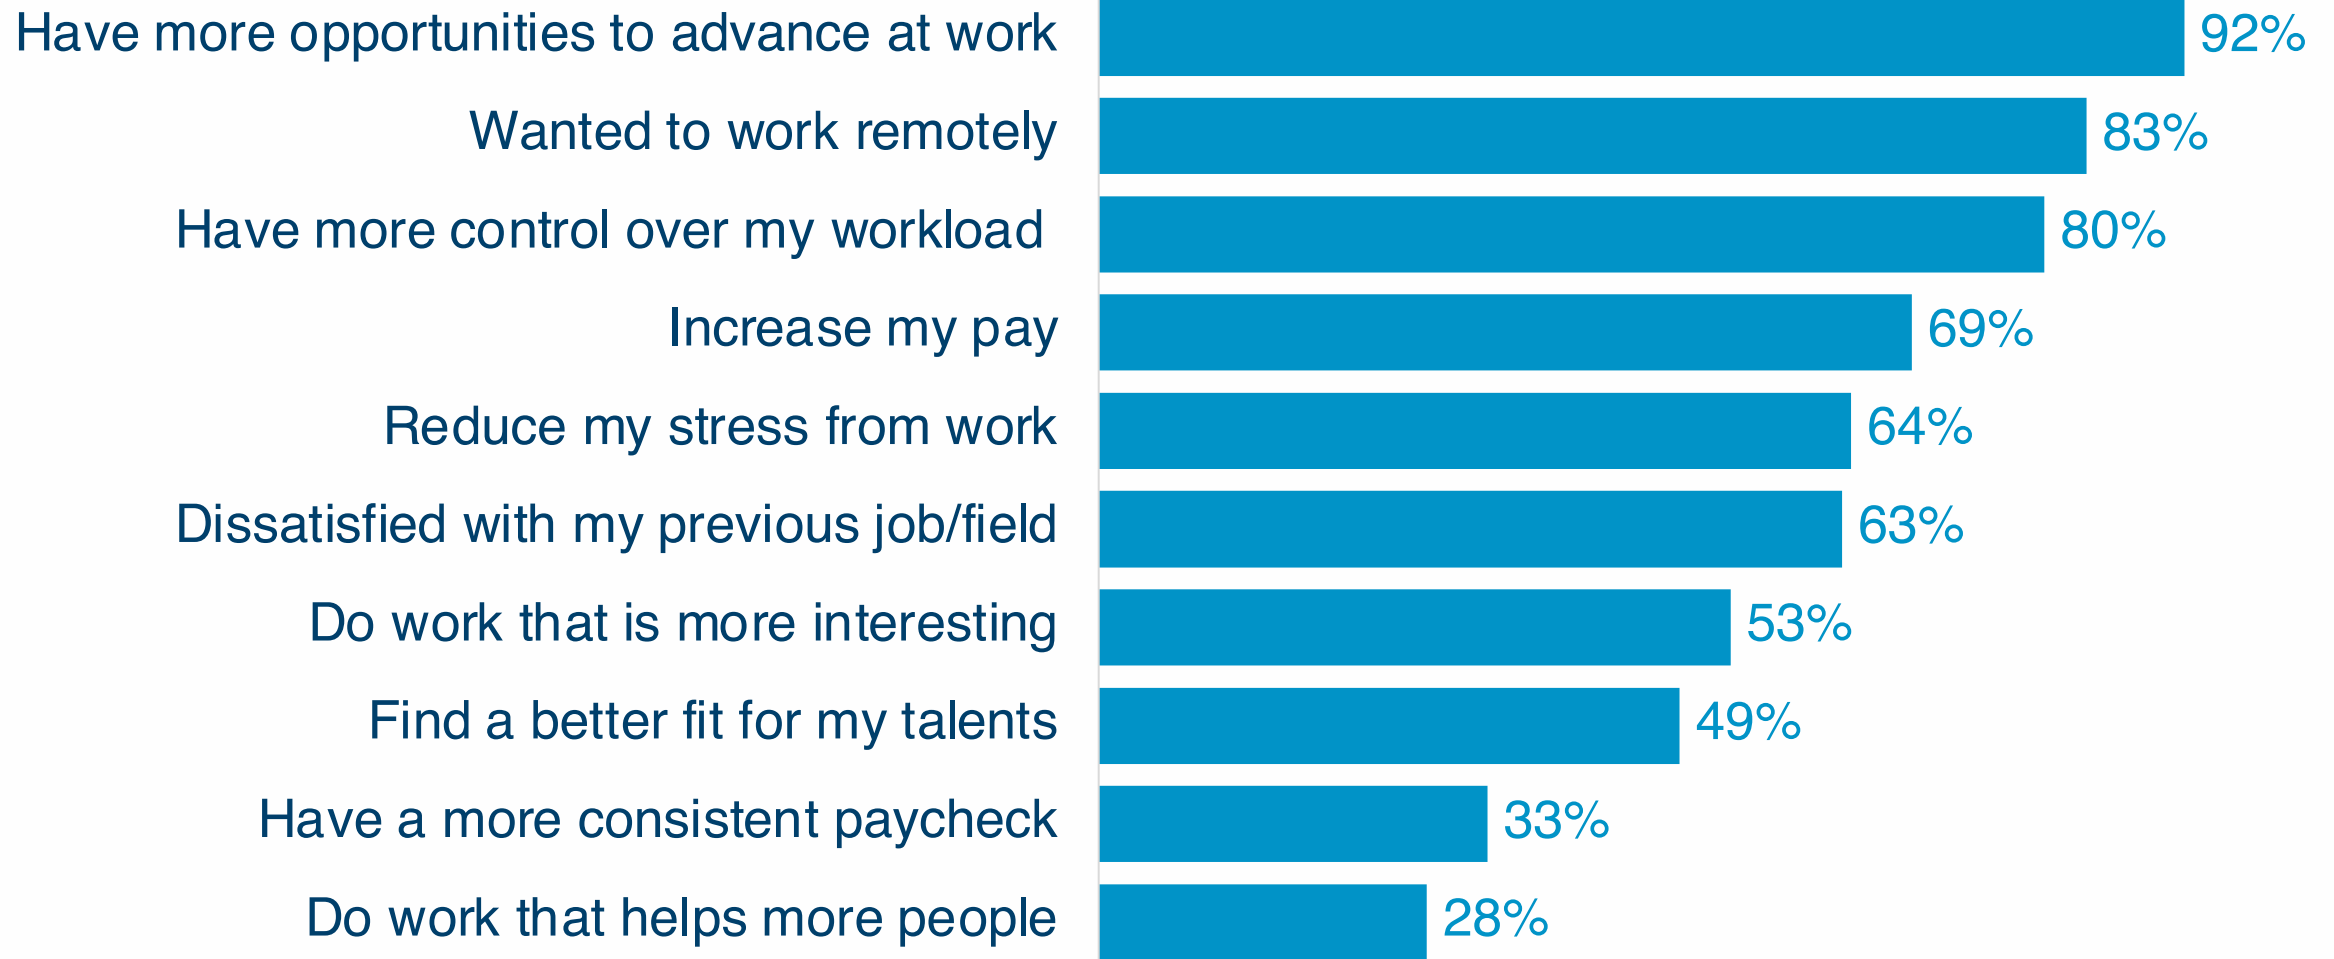 Have more opportunities to advance at work 92%
Wanted to work remotely 83%
Have more control over my workload 80%
Increase my pay 69%
Reduce my stress from work 64%
Dissatisfied with my previous job/field 63%
Do work that is more interesting 53%
Find a better fit for my talents 49%
Have a more consistent paycheck 33%
Do work that helps more people 28%